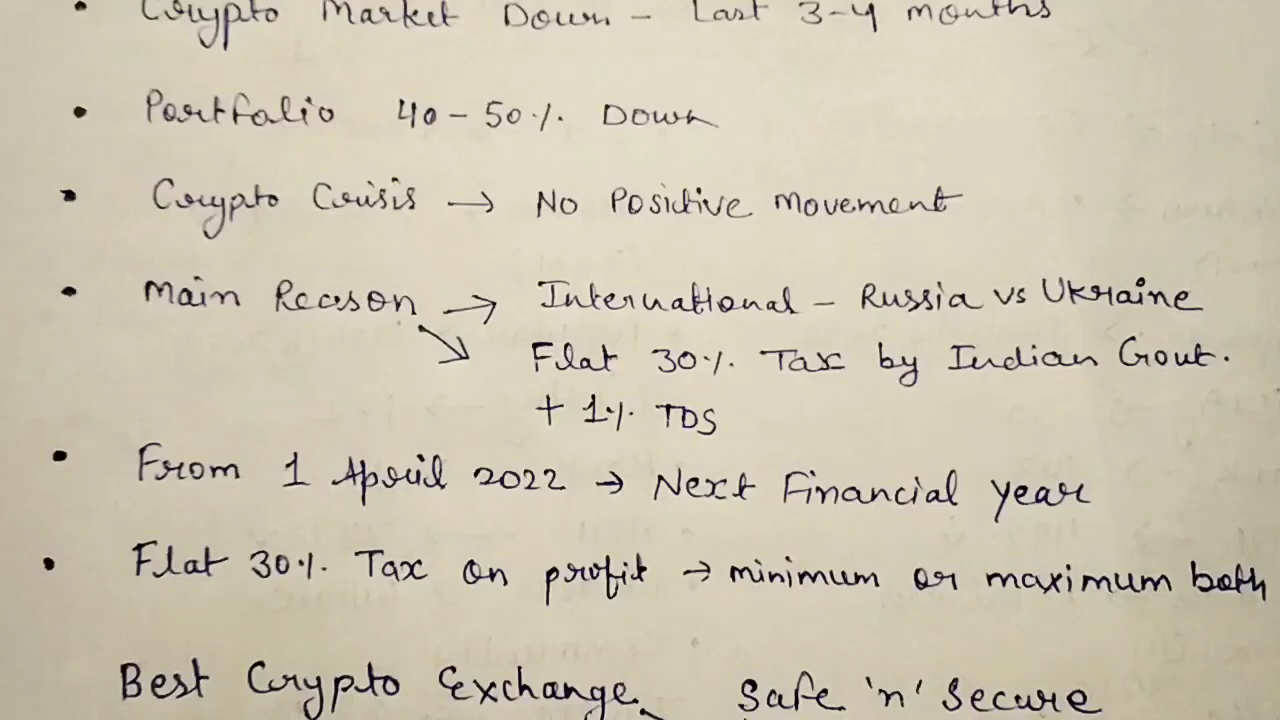 • Crypto Market Down - Last 3-4 months
• Portfolio 40-50% Down
• Crypto Crisis → No Positive Movement
• Main Reason → International - Russia vs Ukraine
↘ Flat 30% Tax by Indian Govt.
+ 1% TDS
• From 1 April 2022 → Next Financial year
• Flat 30% Tax on profit → minimum or maximum both
Best Crypto Exchange Safe 'n' Secure